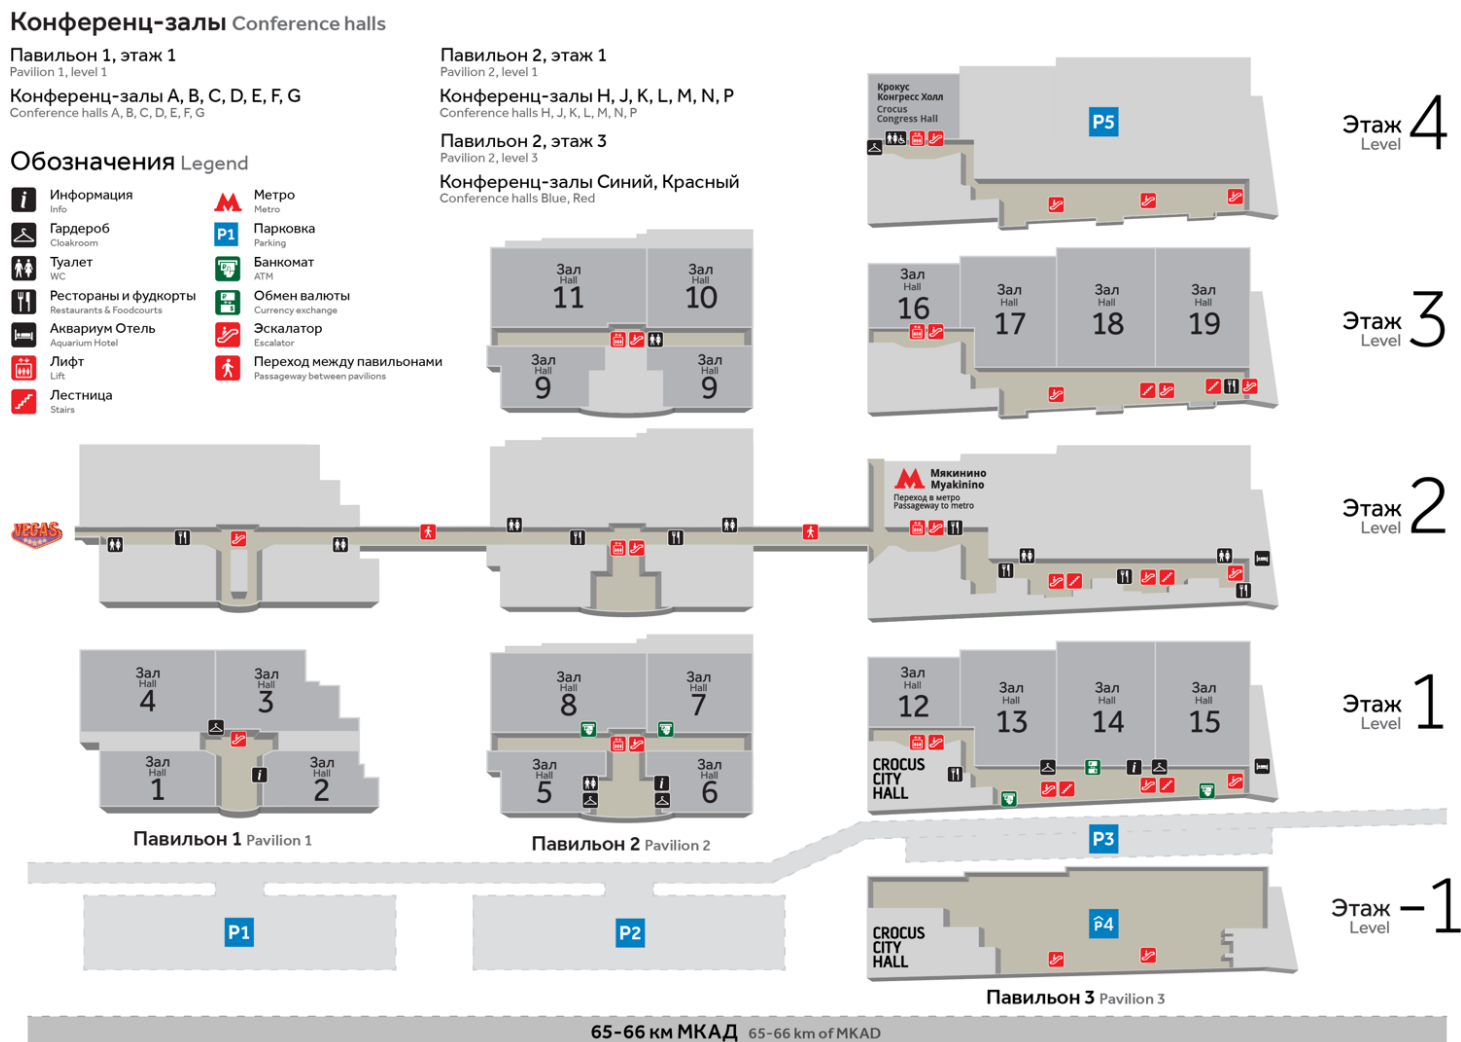 Конференц-залы Conference halls
Павильон 1, этаж 1
Pavilion 1, level 1
Конференц-залы A, B, C, D, E, F, G
Conference halls A, B, C, D, E, F, G
Павильон 2, этаж 1
Pavilion 2, level 1
Конференц-залы H, J, K, L, M, N, P
Conference halls H, J, K, L, M, N, P
Павильон 2, этаж 3
Pavilion 2, level 3
Конференц-залы Синий, Красный
Conference halls Blue, Red
Обозначения Legend
Информация
Info
Гардероб
Cloakroom
Туалет
WC
Рестораны и фудкорты
Restaurants & Foodcourts
Аквариум Отель
Aquarium Hotel
Лифт
Lift
Лестница
Stairs
Метро
Metro
P1 Парковка
Parking
Банкомат
ATM
Обмен валюты
Currency exchange
Эскалатор
Escalator
Переход между павильонами
Passageway between pavilions
Крокус
Конгресс Холл
Crocus
Congress Hall
P5
Этаж 4
Level
Зал
Hall
11
Зал
Hall
10
Зал
Hall
9
Зал
Hall
9
Зал
Hall
16
Зал
Hall
17
Зал
Hall
18
Зал
Hall
19
Этаж 3
Level
VEGAS
Мякинино
Myakinino
Переход в метро
Passageway to metro
Этаж 2
Level
Зал
Hall
4
Зал
Hall
3
Зал
Hall
1
Зал
Hall
2
Павильон 1 Pavilion 1
Зал
Hall
8
Зал
Hall
7
Зал
Hall
5
Зал
Hall
6
Павильон 2 Pavilion 2
Зал
Hall
12
Зал
Hall
13
Зал
Hall
14
Зал
Hall
15
CROCUS
CITY
HALL
Этаж 1
Level
P3
P1
P2
P4
CROCUS
CITY
HALL
Этаж –1
Level
Павильон 3 Pavilion 3
65-66 км МКАД 65-66 km of MKAD